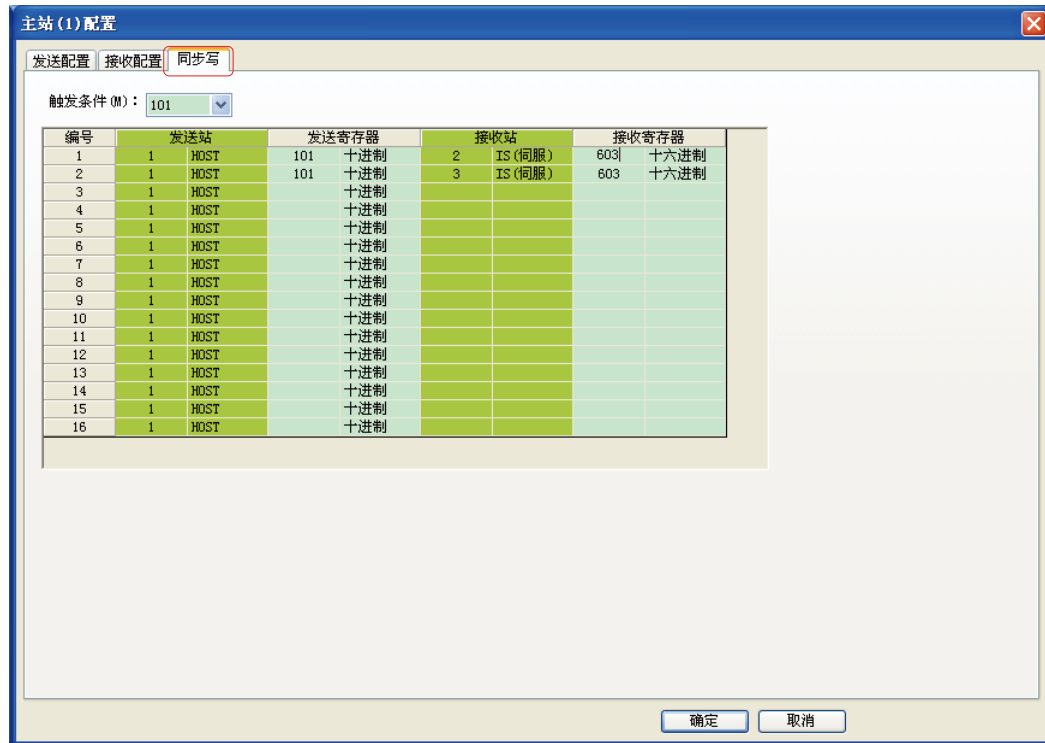 主站(1)配置
发送配置 接收配置 同步写
触发条件(M): 101
编号 发送站 发送寄存器 接收站 接收寄存器
1 1 HOST 101 十进制 2 IS(伺服) 603 十六进制
2 1 HOST 101 十进制 3 IS(伺服) 603 十六进制
3 1 HOST 十进制
4 1 HOST 十进制
5 1 HOST 十进制
6 1 HOST 十进制
7 1 HOST 十进制
8 1 HOST 十进制
9 1 HOST 十进制
10 1 HOST 十进制
11 1 HOST 十进制
12 1 HOST 十进制
13 1 HOST 十进制
14 1 HOST 十进制
15 1 HOST 十进制
16 1 HOST 十进制
确定 取消